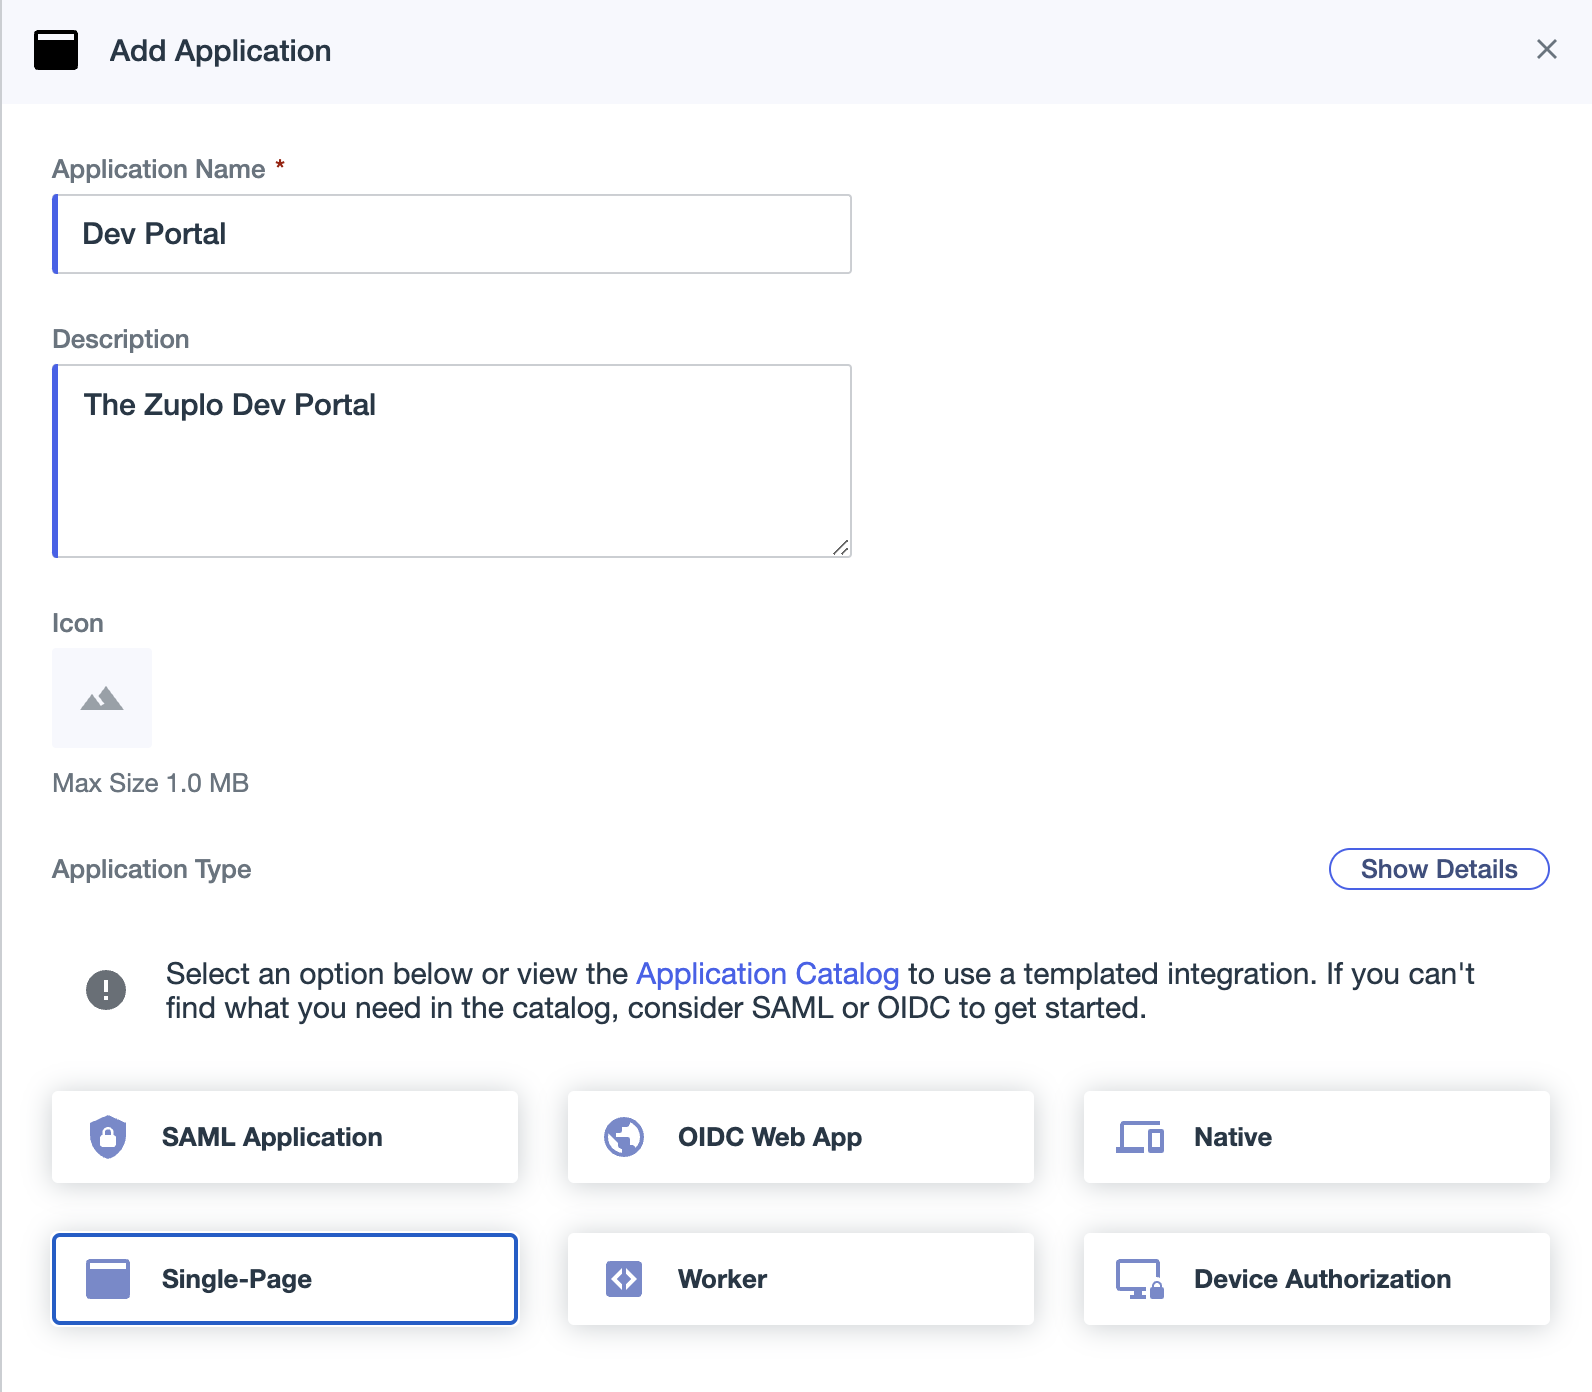 Add Application
Application Name *
Dev Portal
Description
The Zuplo Dev Portal
Icon
Max Size 1.0 MB
Application Type
Show Details
Select an option below or view the Application Catalog to use a templated integration. If you can't
find what you need in the catalog, consider SAML or OIDC to get started.
SAML Application
OIDC Web App
Native
Single-Page
Worker
Device Authorization